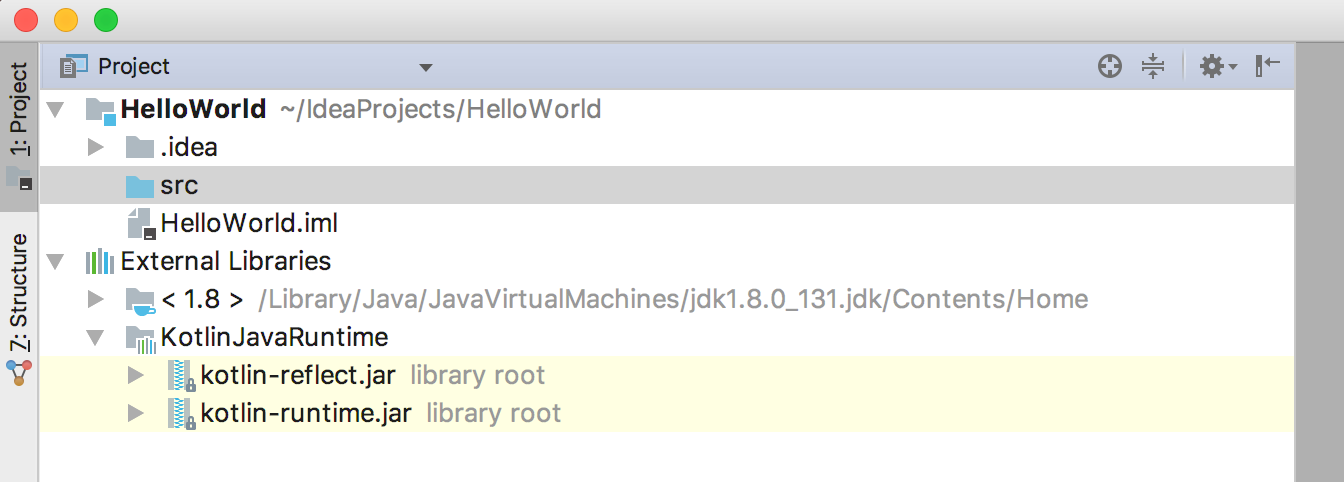 Project
HelloWorld ~/IdeaProjects/HelloWorld
.idea
src
HelloWorld.iml
External Libraries
< 1.8 > /Library/Java/JavaVirtualMachines/jdk1.8.0_131.jdk/Contents/Home
KotlinJavaRuntime
kotlin-reflect.jar library root
kotlin-runtime.jar library root
1: Project
7: Structure